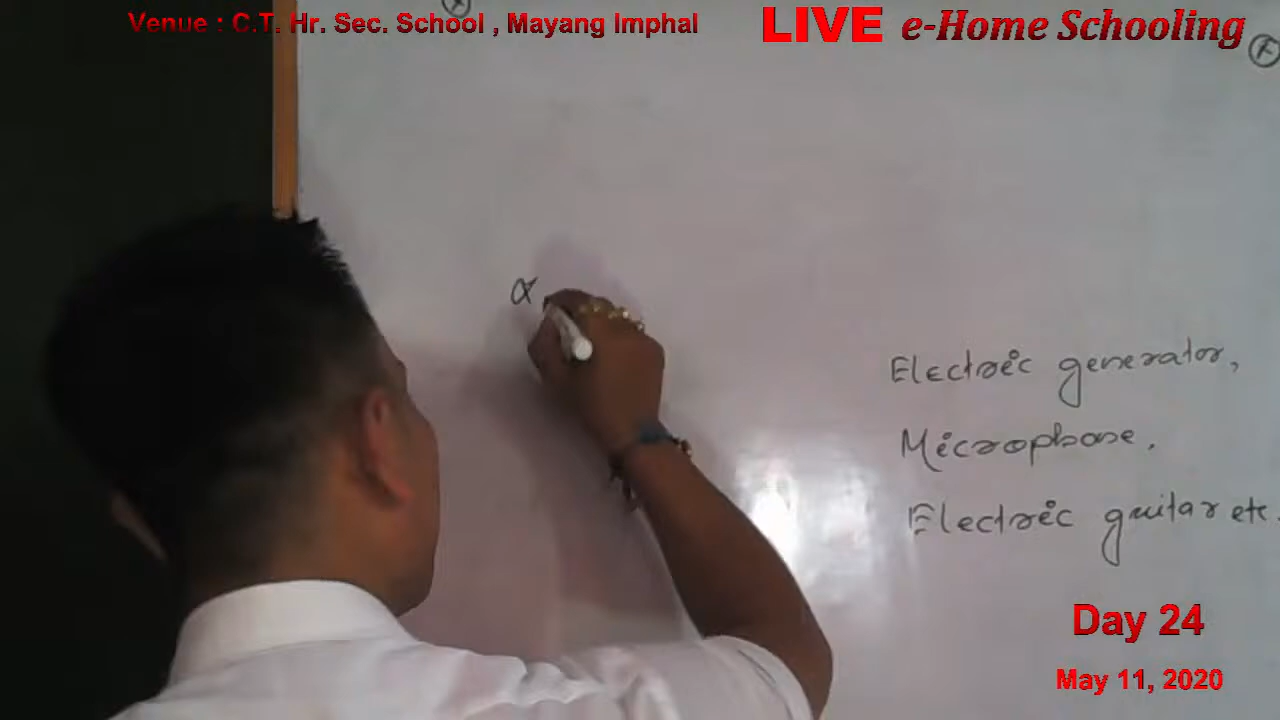 Venue : C.T. Hr. Sec. School , Mayang Imphal
LIVE e-Home Schooling
α
Electric generator,
Microphone.
Electric guitar etc.
Day 24
May 11, 2020